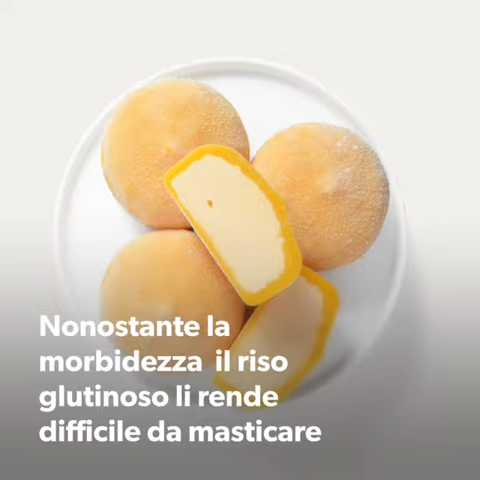 Nonostante la
morbidezza  il riso
glutinoso li rende
difficile da masticare